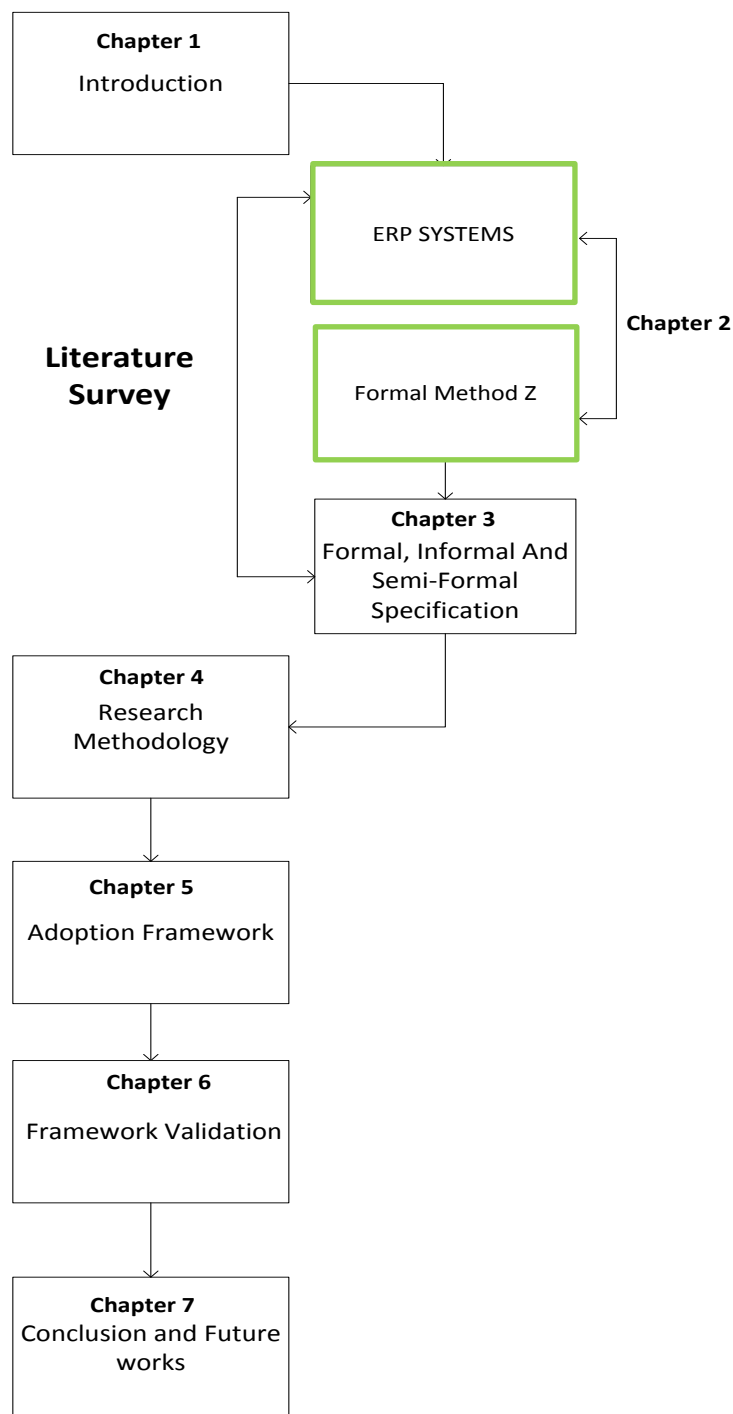 Chapter 1
Introduction
ERP SYSTEMS
Chapter 2
Literature
Survey
Formal Method Z
Chapter 3
Formal, Informal And
Semi-Formal
Specification
Chapter 4
Research
Methodology
Chapter 5
Adoption Framework
Chapter 6
Framework Validation
Chapter 7
Conclusion and Future
works